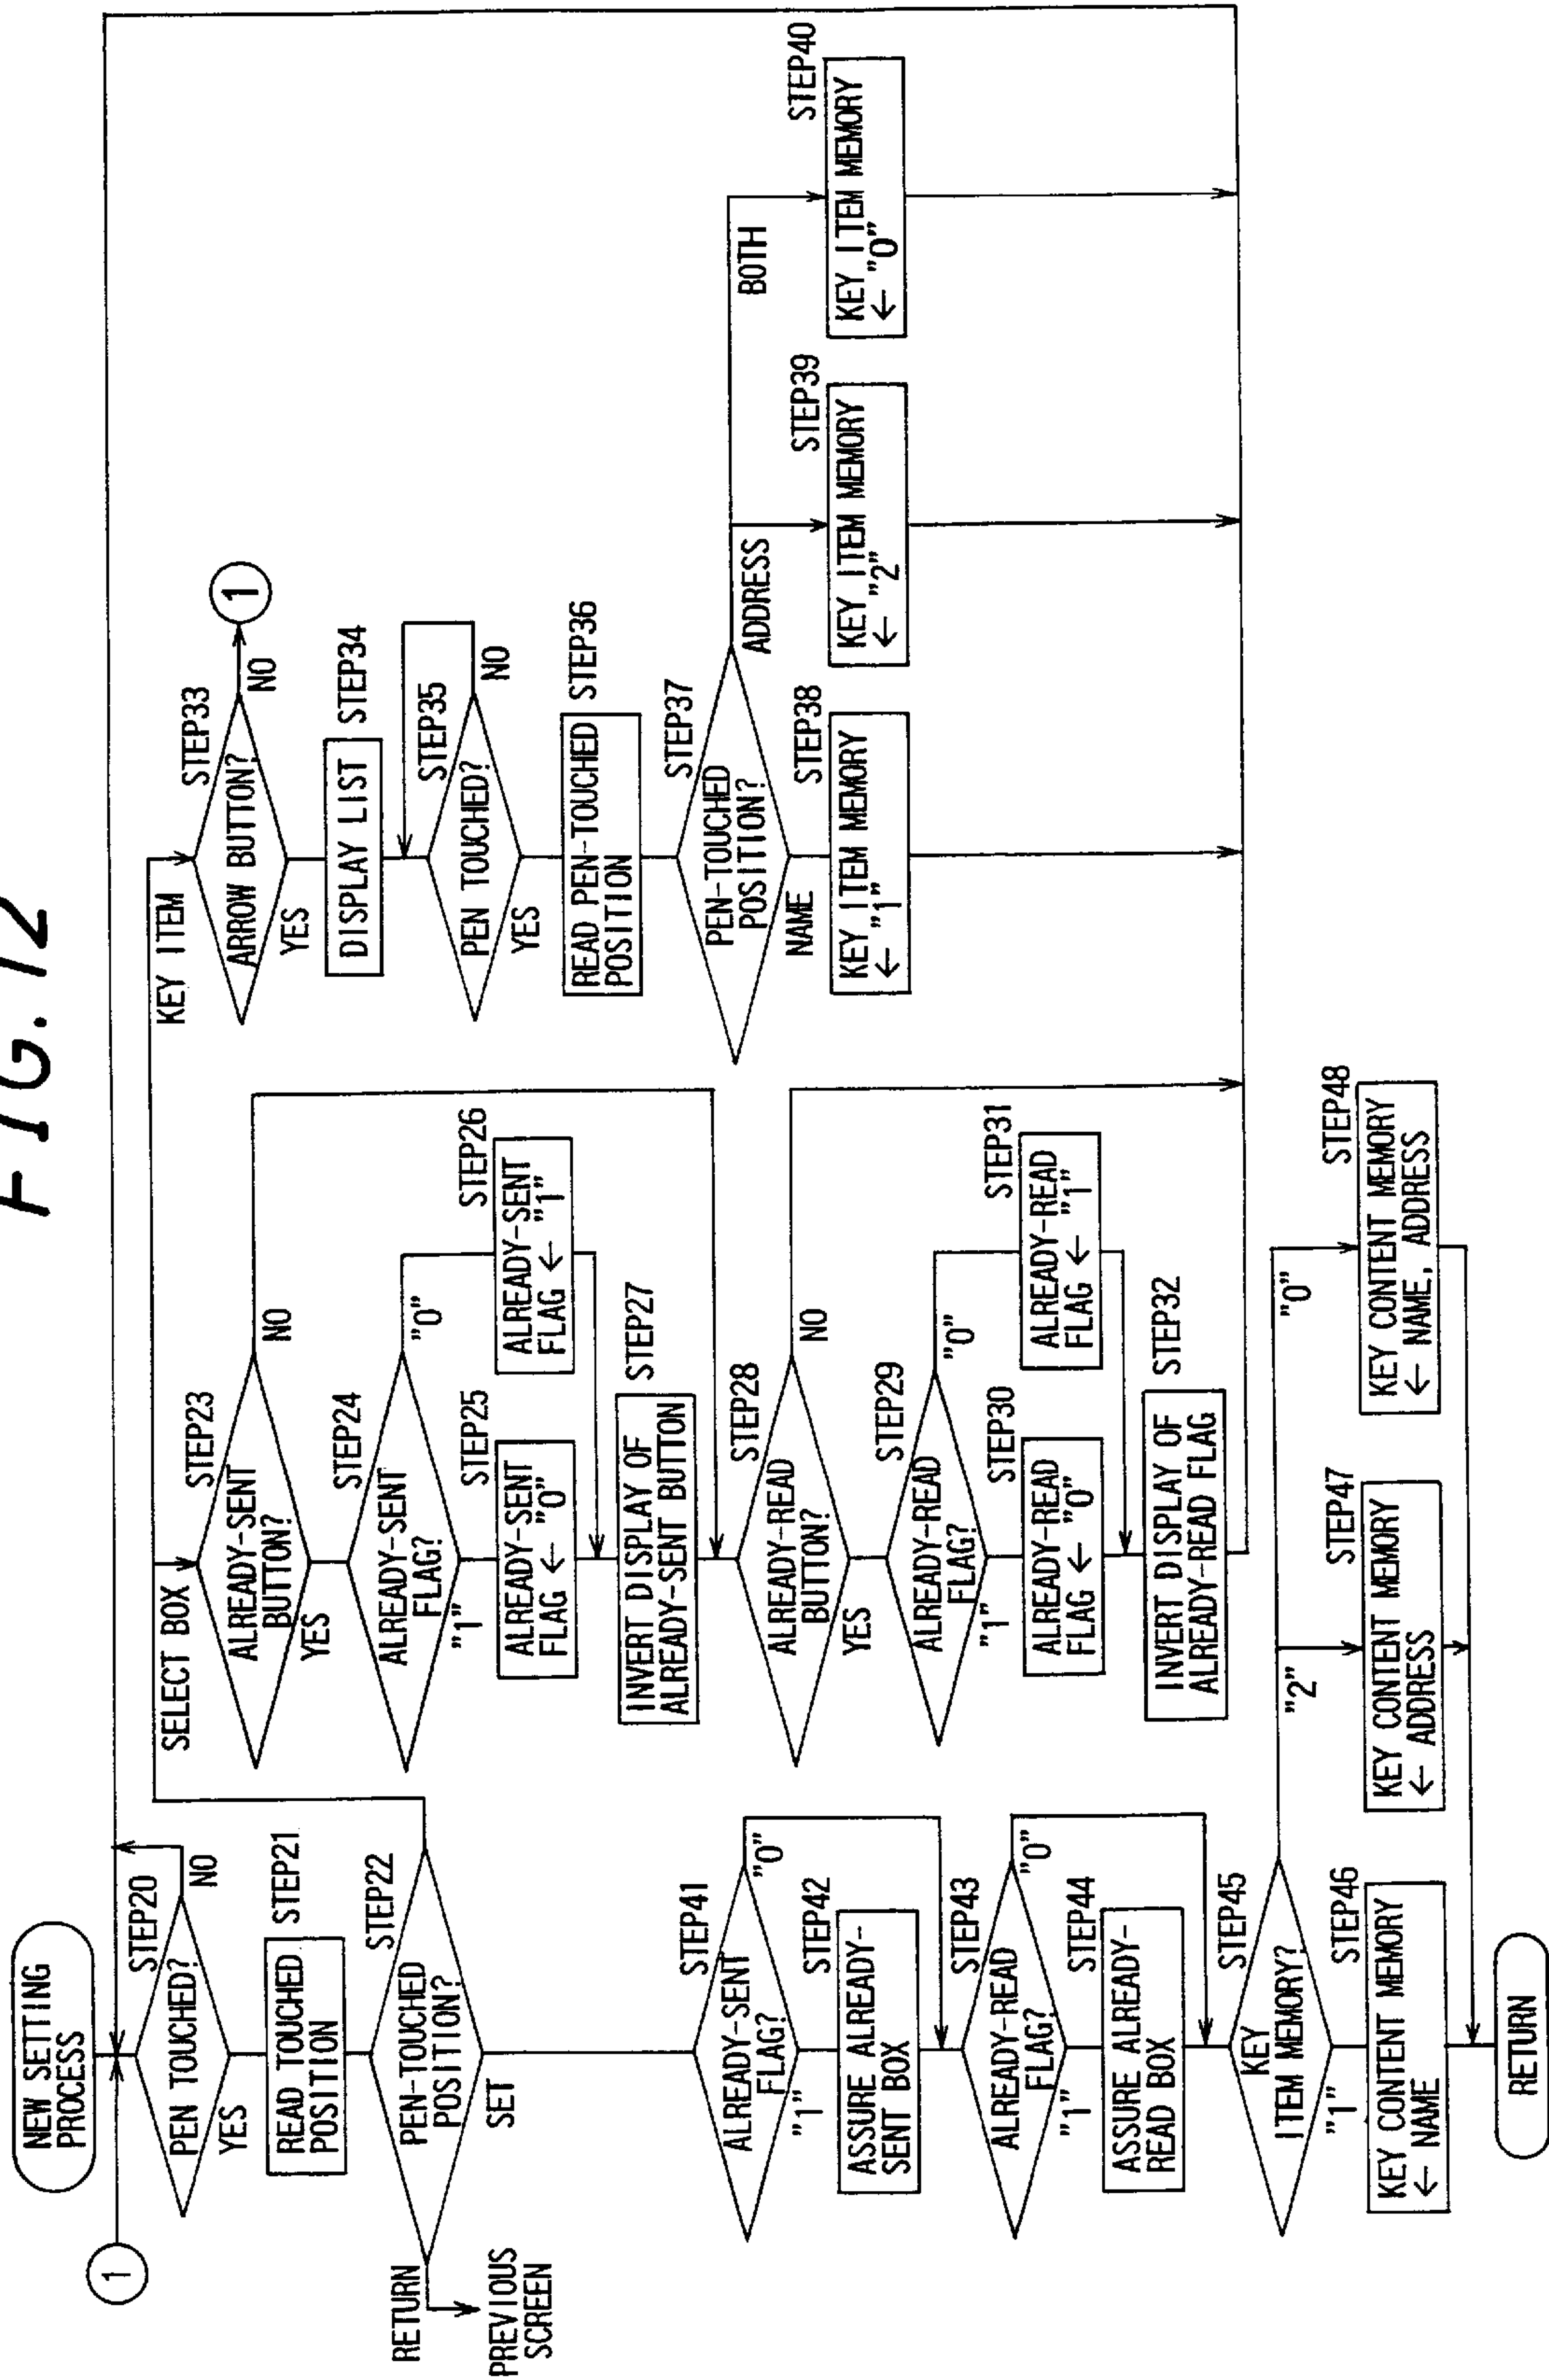 FIG. 12
NEW SETTING
PROCESS
1
STEP20
PEN TOUCHED?
NO
YES
READ TOUCHED
POSITION
STEP21
STEP22
PEN-TOUCHED
POSITION?
RETURN
PREVIOUS
SCREEN
SET
SELECT BOX
STEP23
ALREADY-SENT
BUTTON?
NO
YES
STEP24
ALREADY-SENT
FLAG?
"0"
"1"
STEP25
ALREADY-SENT
FLAG ← "0"
STEP26
ALREADY-SENT
FLAG ← "1"
INVERT DISPLAY OF
ALREADY-SENT BUTTON
STEP27
STEP28
ALREADY-READ
BUTTON?
NO
YES
STEP29
ALREADY-READ
FLAG?
"0"
"1"
STEP30
ALREADY-READ
FLAG ← "0"
STEP31
ALREADY-READ
FLAG ← "1"
INVERT DISPLAY OF
ALREADY-READ FLAG
STEP32
KEY ITEM
STEP33
ARROW BUTTON?
NO
1
YES
DISPLAY LIST
STEP34
STEP35
PEN TOUCHED?
NO
YES
READ PEN-TOUCHED
POSITION
STEP36
STEP37
PEN-TOUCHED
POSITION?
NAME
ADDRESS
BOTH
STEP38
KEY ITEM MEMORY
← "1"
STEP39
KEY ITEM MEMORY
← "2"
STEP40
KEY ITEM MEMORY
← "0"
STEP41
ALREADY-SENT
FLAG?
"0"
"1"
STEP42
ASSURE ALREADY-
SENT BOX
STEP43
ALREADY-READ
FLAG?
"0"
"1"
STEP44
ASSURE ALREADY-
READ BOX
STEP45
KEY
ITEM MEMORY?
"1"
"2"
"0"
STEP46
KEY CONTENT MEMORY
← NAME
STEP47
KEY CONTENT MEMORY
← ADDRESS
STEP48
KEY CONTENT MEMORY
← NAME, ADDRESS
RETURN